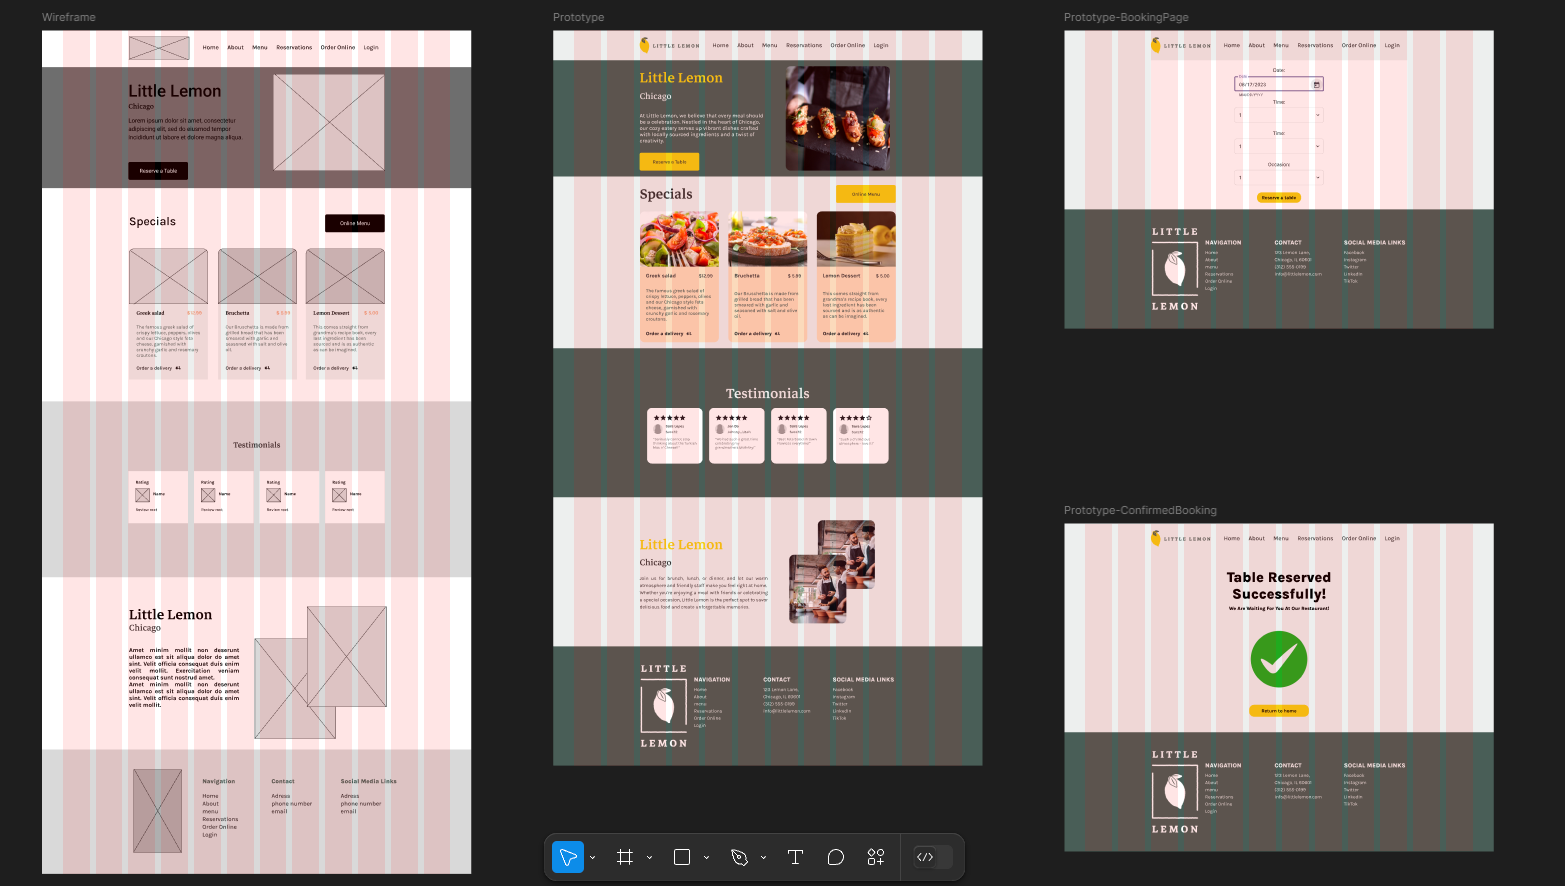 Wireframe
Home About Menu Reservations Order Online Login
Little Lemon
Chicago
Lorem ipsum dolor sit amet, consectetur
adipiscing elit, sed do eiusmod tempor
incididunt ut labore et dolore magna aliqua.
Reserve a Table
Specials
Online Menu
Greek salad
Bruchetta $ 5.99
Lemon Dessert $ 5.00
The famous greek salad of
crispy lettuce, peppers, olives
and our Chicago style feta
cheese, garnished with
crunchy garlic and rosemary
croutons.
Our Bruschetta is made from
grilled bread that has been
smeared with garlic and
seasoned with salt and olive
oil.
This comes straight from
grandma's recipe book, every
last ingredient has been
sourced and is as authentic
as can be imagined.
Order a delivery
Order a delivery
Order a delivery
Testimonials
Rating
Name
Review text
Rating
Name
Review text
Rating
Name
Review text
Rating
Name
Review text
Little Lemon
Chicago
Amet minim mollit non deserunt
ullamco est sit aliqua dolor do amet
sint. Velit officia consequat duis enim
velit mollit. Exercitation veniam
consequat sunt nostrud amet.
Amet minim mollit non deserunt
ullamco est sit aliqua dolor do amet
sint. Velit officia consequat duis enim
velit mollit.
Navigation
Home
About
menu
Reservations
Order Online
Login
Contact
Adress
phone number
email
Social Media Links
Adress
phone number
email
Prototype
LITTLE LEMON Home About Menu Reservations Order Online Login
Little Lemon
Chicago
At Little Lemon, we believe that every meal should
be a celebration. Nestled in the heart of Chicago,
our cozy eatery serves up vibrant dishes crafted
with locally sourced ingredients and a twist of
creativity.
Reserve a Table
Specials
Online Menu
Greek salad $12.99
Bruchetta $ 5.99
Lemon Dessert $ 5.00
The famous greek salad of
crispy lettuce, peppers, olives
and our Chicago style feta
cheese, garnished with
crunchy garlic and rosemary
croutons.
Our Bruschetta is made from
grilled bread that has been
smeared with garlic and
seasoned with salt and olive
oil.
This comes straight from
grandma's recipe book, every
last ingredient has been
sourced and is as authentic
as can be imagined.
Order a delivery
Order a delivery
Order a delivery
Testimonials
Little Lemon
Chicago
Join us for brunch, lunch, or dinner, and let our warm
atmosphere and friendly staff make you feel right at home.
Whether you're enjoying a meal with friends or celebrating
a special occasion, Little Lemon is the perfect spot to savor
delicious food and create unforgettable memories.
LITTLE
LEMON
NAVIGATION
Home
About
menu
Reservations
Order Online
Login
CONTACT
123 Lemon Lane,
Chicago, IL 60601
(312) 555-0199
info@littlelemon.com
SOCIAL MEDIA LINKS
Facebook
Instagram
Twitter
LinkedIn
TikTok
Prototype-BookingPage
LITTLE LEMON Home About Menu Reservations Order Online Login
Date:
Date
08/17/2023
MM/DD/YYYY
Time:
1
Time:
1
Occasion:
1
Reserve a table
LITTLE
LEMON
NAVIGATION
Home
About
menu
Reservations
Order Online
Login
CONTACT
123 Lemon Lane,
Chicago, IL 60601
(312) 555-0199
info@littlelemon.com
SOCIAL MEDIA LINKS
Facebook
Instagram
Twitter
LinkedIn
TikTok
Prototype-ConfirmedBooking
LITTLE LEMON Home About Menu Reservations Order Online Login
Table Reserved
Successfully!
We Are Waiting For You At Our Restaurant!
Return to home
LITTLE
LEMON
NAVIGATION
Home
About
menu
Reservations
Order Online
Login
CONTACT
123 Lemon Lane,
Chicago, IL 60601
(312) 555-0199
info@littlelemon.com
SOCIAL MEDIA LINKS
Facebook
Instagram
Twitter
LinkedIn
TikTok